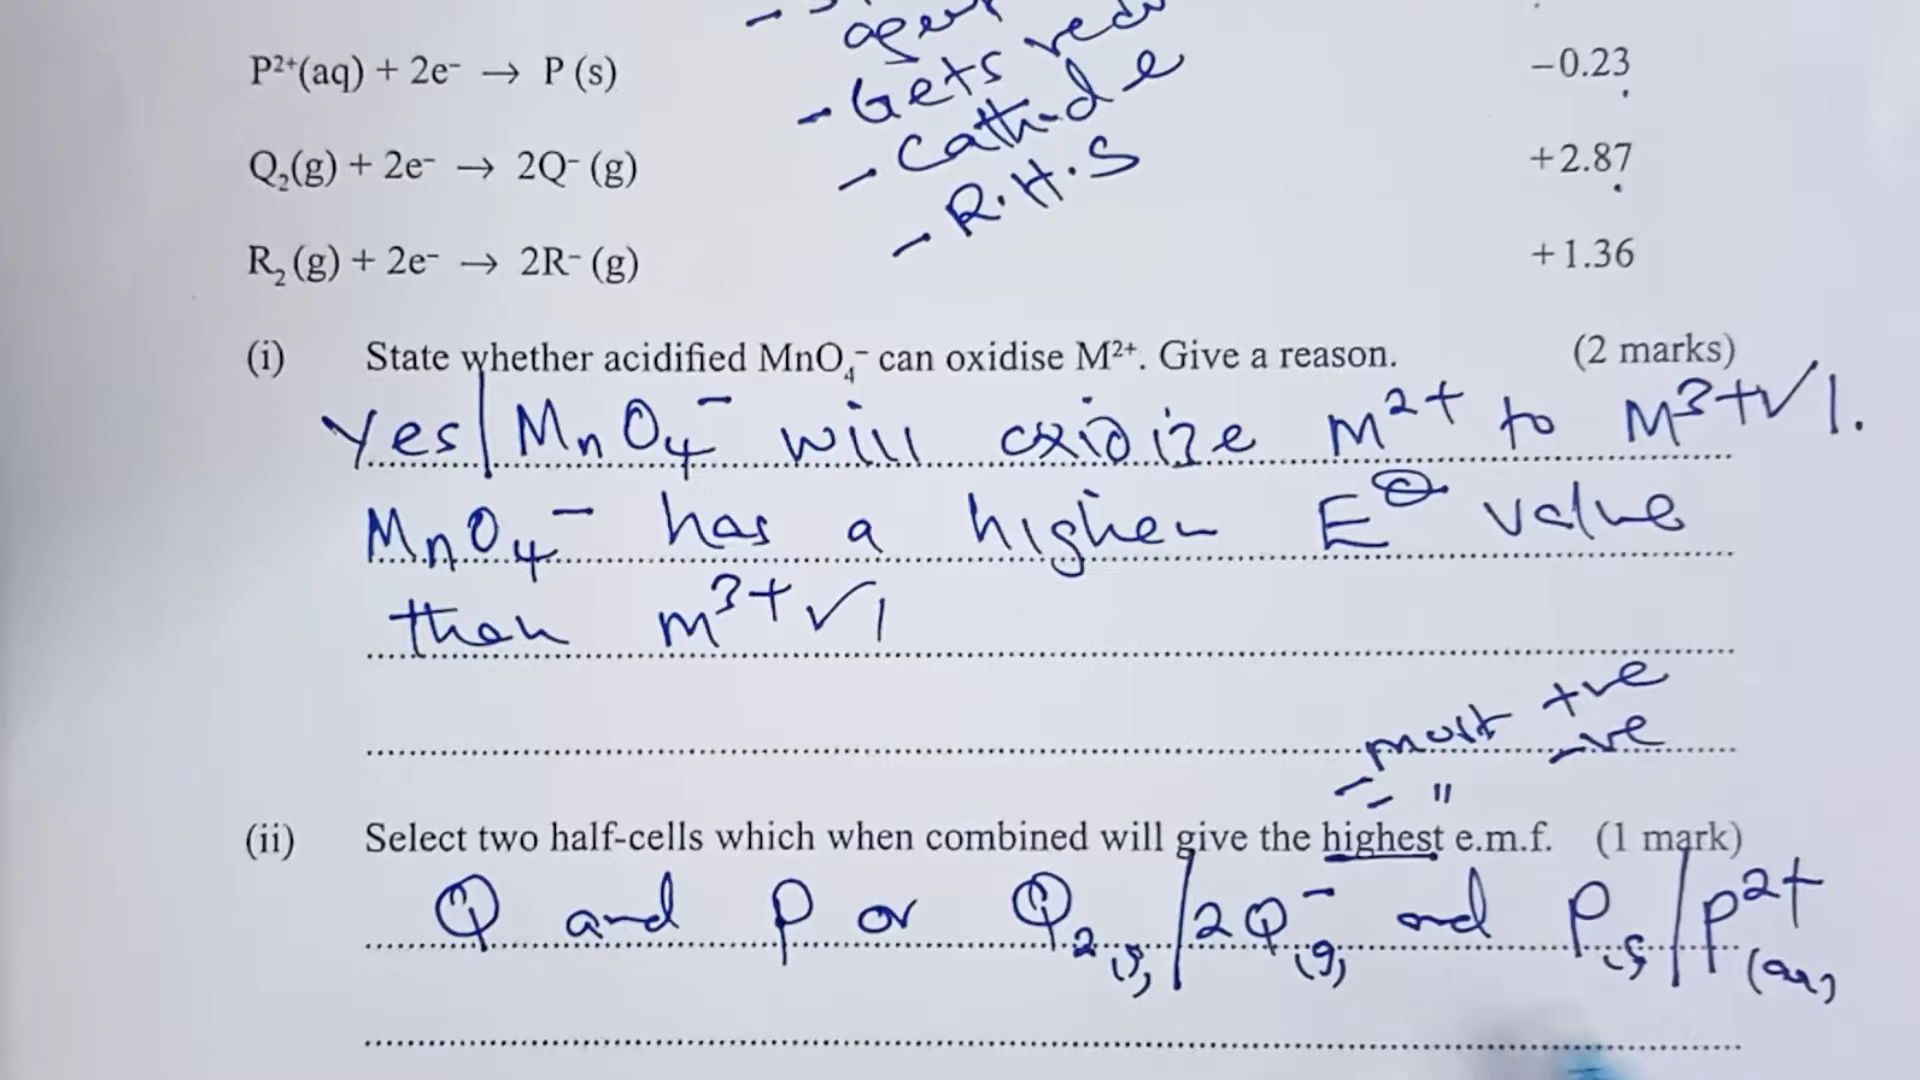 agent
P²⁺(aq) + 2e⁻ → P (s) -0.23
- Gets
Q₂(g) + 2e⁻ → 2Q⁻ (g) +2.87
- Cathode
- R.H.S
R₂ (g) + 2e⁻ → 2R⁻ (g) +1.36
(i) State whether acidified MnO₄⁻ can oxidise M²⁺. Give a reason. (2 marks)
Yes/MnO₄⁻ will oxidize M²⁺ to M³⁺√1.
MnO₄⁻ has a higher E^⊖ value
than M³⁺√1
- most +ve
- " -ve
(ii) Select two half-cells which when combined will give the highest e.m.f. (1 mark)
Q and P or Q₂(g)/2Q⁻(g) and P(s)/P²⁺(aq)